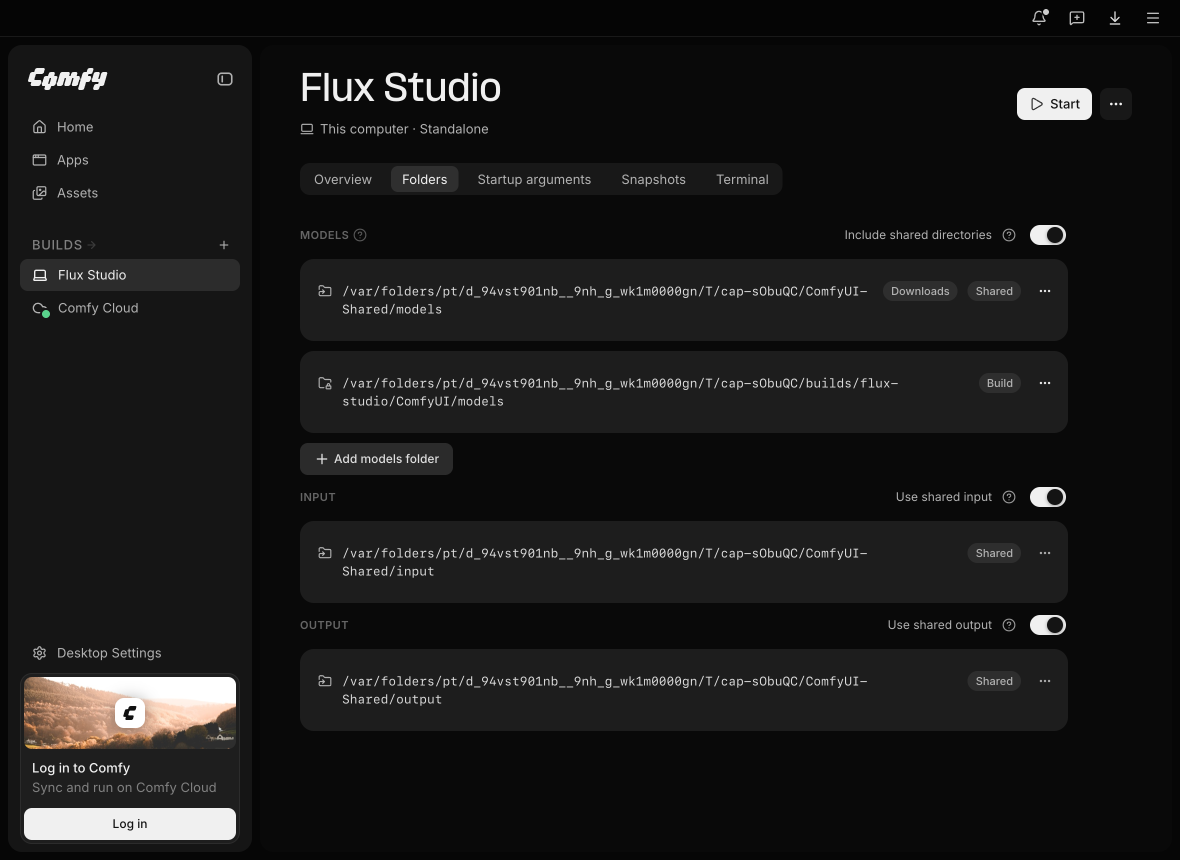 Comfy
Home
Apps
Assets
BUILDS
Flux Studio
Comfy Cloud
Desktop Settings
Log in to Comfy
Sync and run on Comfy Cloud
Log in
Flux Studio
This computer · Standalone
Start
Overview
Folders
Startup arguments
Snapshots
Terminal
MODELS
Include shared directories
/var/folders/pt/d_94vst901nb__9nh_g_wk1m0000gn/T/cap-sObuQC/ComfyUI-
Shared/models
Downloads
Shared
/var/folders/pt/d_94vst901nb__9nh_g_wk1m0000gn/T/cap-sObuQC/builds/flux-
studio/ComfyUI/models
Build
Add models folder
INPUT
Use shared input
/var/folders/pt/d_94vst901nb__9nh_g_wk1m0000gn/T/cap-sObuQC/ComfyUI-
Shared/input
Shared
OUTPUT
Use shared output
/var/folders/pt/d_94vst901nb__9nh_g_wk1m0000gn/T/cap-sObuQC/ComfyUI-
Shared/output
Shared